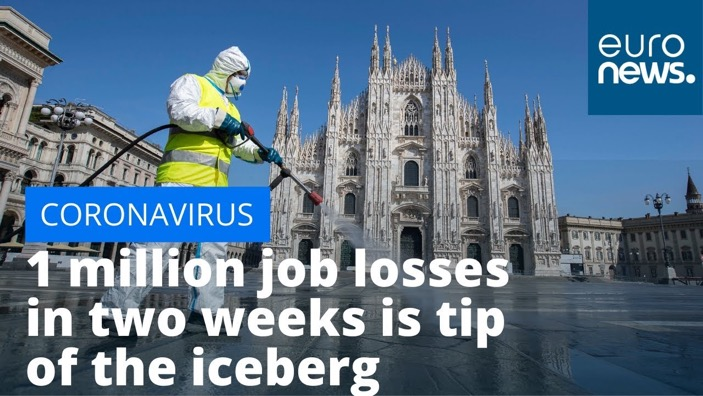 euro
news.
CORONAVIRUS
1 million job losses
in two weeks is tip
of the iceberg